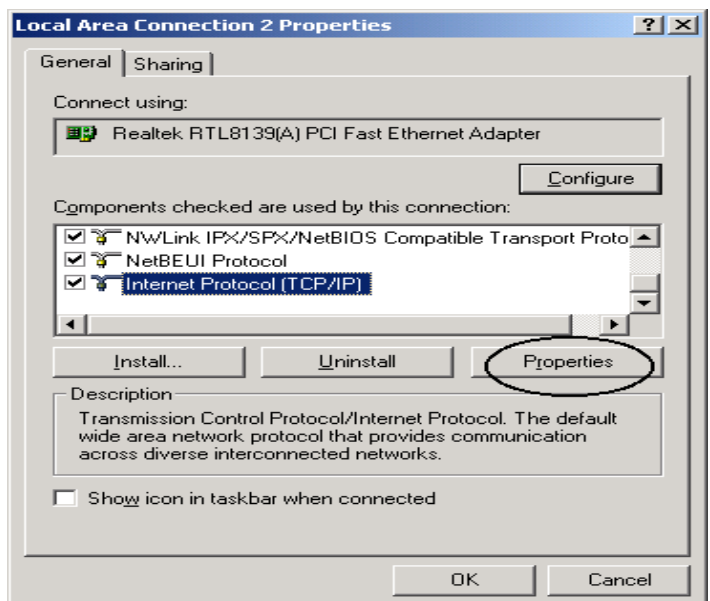 Local Area Connection 2 Properties
General Sharing
Connect using:
Realtek RTL8139(A) PCI Fast Ethernet Adapter
Configure
Components checked are used by this connection:
NWLink IPX/SPX/NetBIOS Compatible Transport Proto
NetBEUI Protocol
Internet Protocol (TCP/IP)
Install... Uninstall Properties
Description
Transmission Control Protocol/Internet Protocol. The default
wide area network protocol that provides communication
across diverse interconnected networks.
Show icon in taskbar when connected
OK Cancel